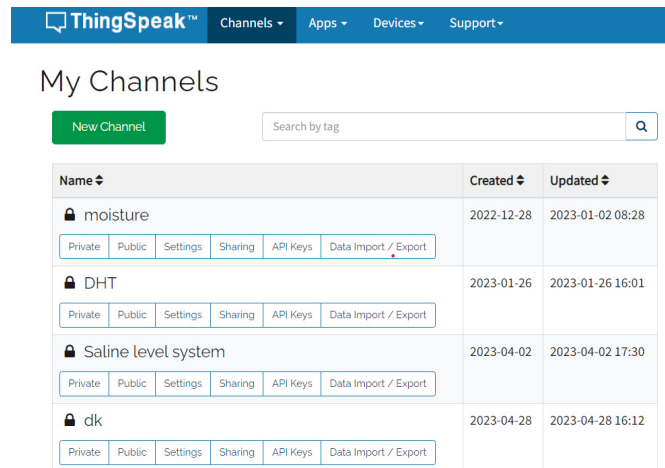 ThingSpeak™ Channels Apps Devices Support
My Channels
New Channel Search by tag
Name Created Updated
moisture 2022-12-28 2023-01-02 08:28
Private Public Settings Sharing API Keys Data Import / Export
DHT 2023-01-26 2023-01-26 16:01
Private Public Settings Sharing API Keys Data Import / Export
Saline level system 2023-04-02 2023-04-02 17:30
Private Public Settings Sharing API Keys Data Import / Export
dk 2023-04-28 2023-04-28 16:12
Private Public Settings Sharing API Keys Data Import / Export